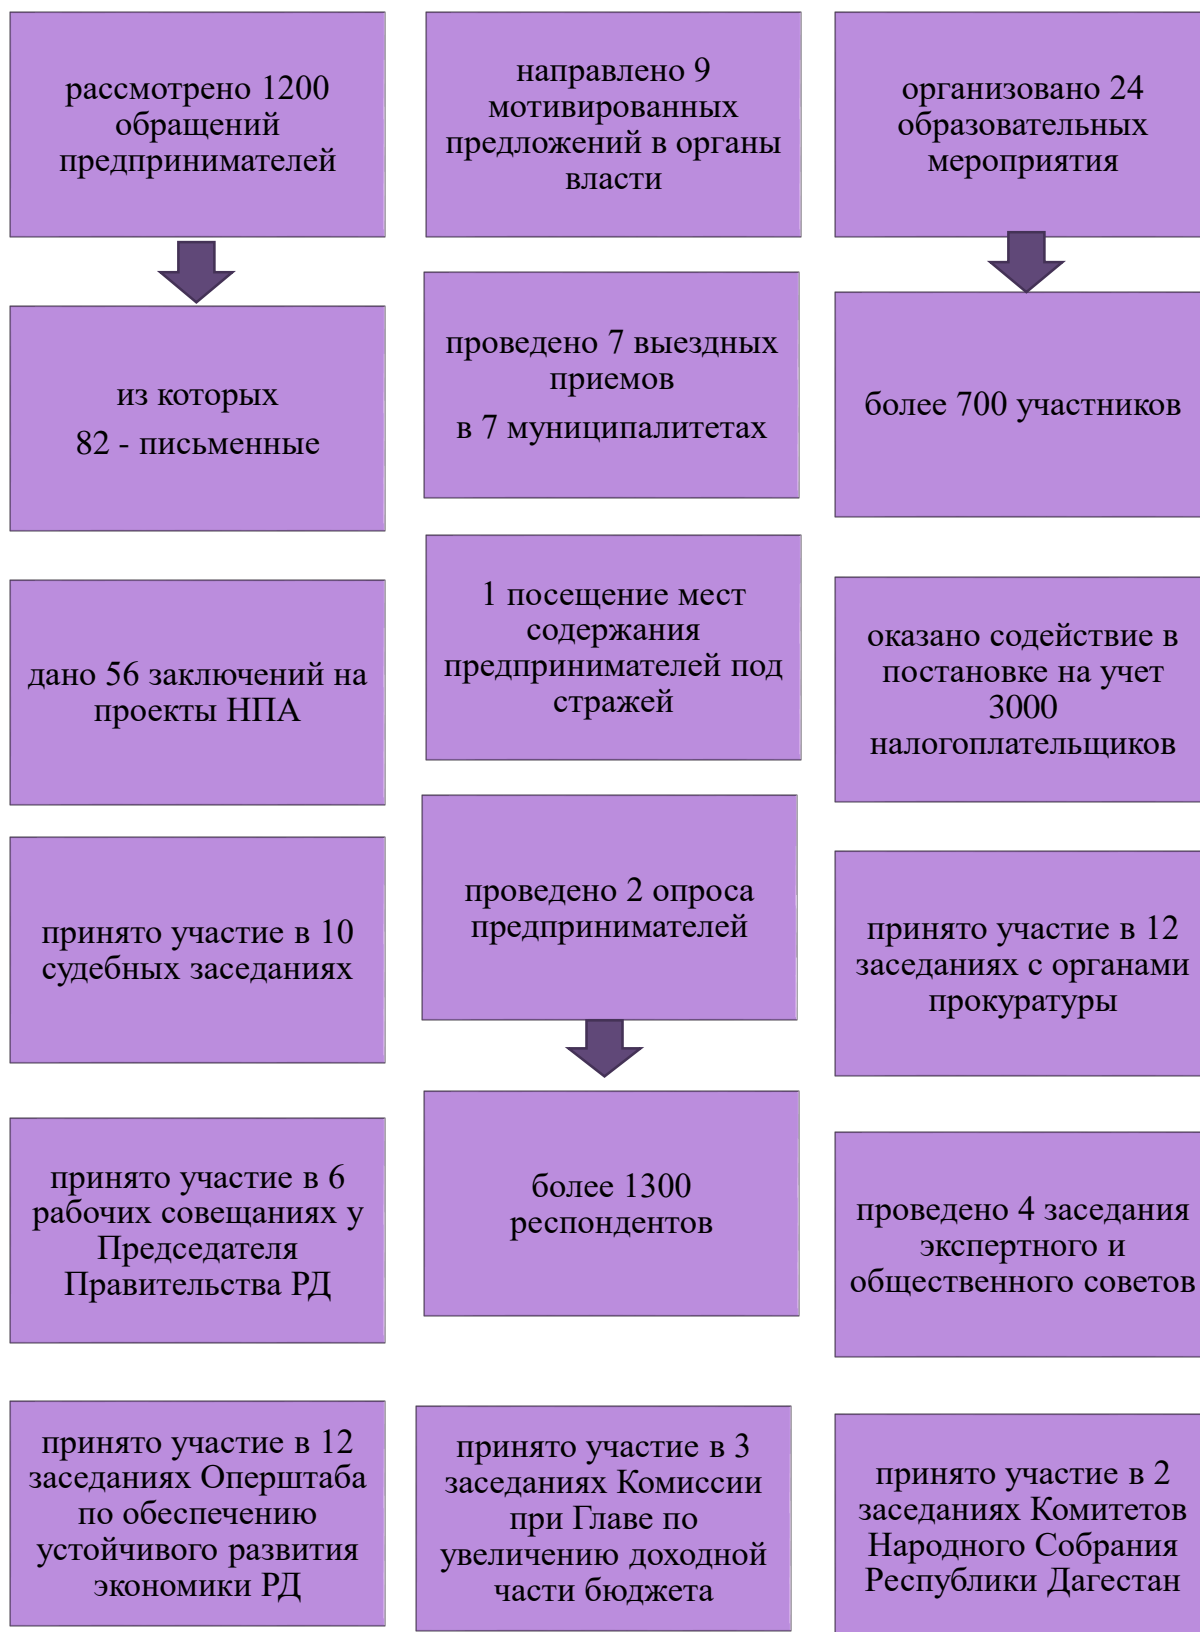 рассмотрено 1200
обращений
предпринимателей
из которых
82 - письменные
дано 56 заключений на
проекты НПА
принято участие в 10
судебных заседаниях
принято участие в 6
рабочих совещаниях у
Председателя
Правительства РД
принято участие в 12
заседаниях Оперштаба
по обеспечению
устойчивого развития
экономики РД
направлено 9
мотивированных
предложений в органы
власти
проведено 7 выездных
приемов
в 7 муниципалитетах
1 посещение мест
содержания
предпринимателей под
стражей
проведено 2 опроса
предпринимателей
более 1300
респондентов
принято участие в 3
заседаниях Комиссии
при Главе по
увеличению доходной
части бюджета
организовано 24
образовательных
мероприятия
более 700 участников
оказано содействие в
постановке на учет
3000
налогоплательщиков
принято участие в 12
заседаниях с органами
прокуратуры
проведено 4 заседания
экспертного и
общественного советов
принято участие в 2
заседаниях Комитетов
Народного Собрания
Республики Дагестан